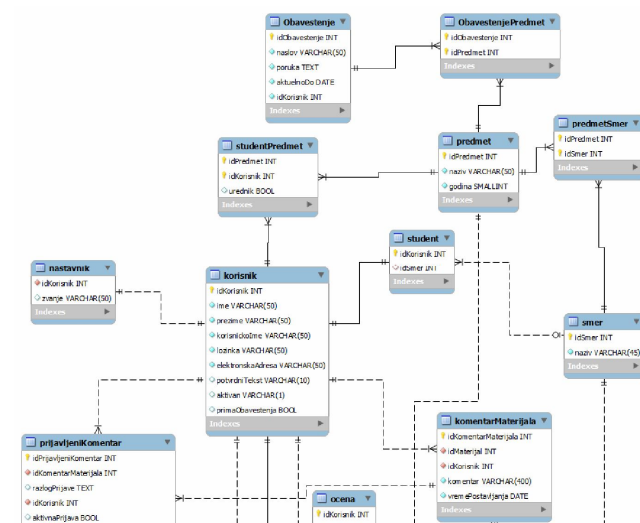 Obavestenje
idObavestenje INT
naslov VARCHAR(50)
poruka TEXT
aktuelnoDo DATE
idKorisnik INT
Indexes
ObavestenjePredmet
idObavestenje INT
idPredmet INT
Indexes
studentPredmet
idPredmet INT
idKorisnik INT
urednik BOOL
Indexes
predmet
idPredmet INT
naziv VARCHAR(50)
godina SMALLINT
Indexes
predmetSmer
idPredmet INT
idSmer INT
Indexes
nastavnik
idKorisnik INT
zvanje VARCHAR(50)
Indexes
korisnik
idKorisnik INT
ime VARCHAR(50)
prezime VARCHAR(50)
korisnickoIme VARCHAR(50)
lozinka VARCHAR(50)
elektronskaAdresa VARCHAR(50)
potvrdniTekst VARCHAR(10)
aktivan VARCHAR(1)
primaObavestenja BOOL
Indexes
student
idKorisnik INT
idSmer INT
Indexes
smer
idSmer INT
naziv VARCHAR(45)
Indexes
prijavljeniKomentar
idPrijavljeniKomentar INT
idKomentarMaterijala INT
razlogPrijave TEXT
idKorisnik INT
aktivnaPrijava BOOL
komentarMaterijala
idKomentarMaterijala INT
idMaterijal INT
idKorisnik INT
komentar VARCHAR(400)
vremePostavljanja DATE
Indexes
ocena
idKorisnik INT